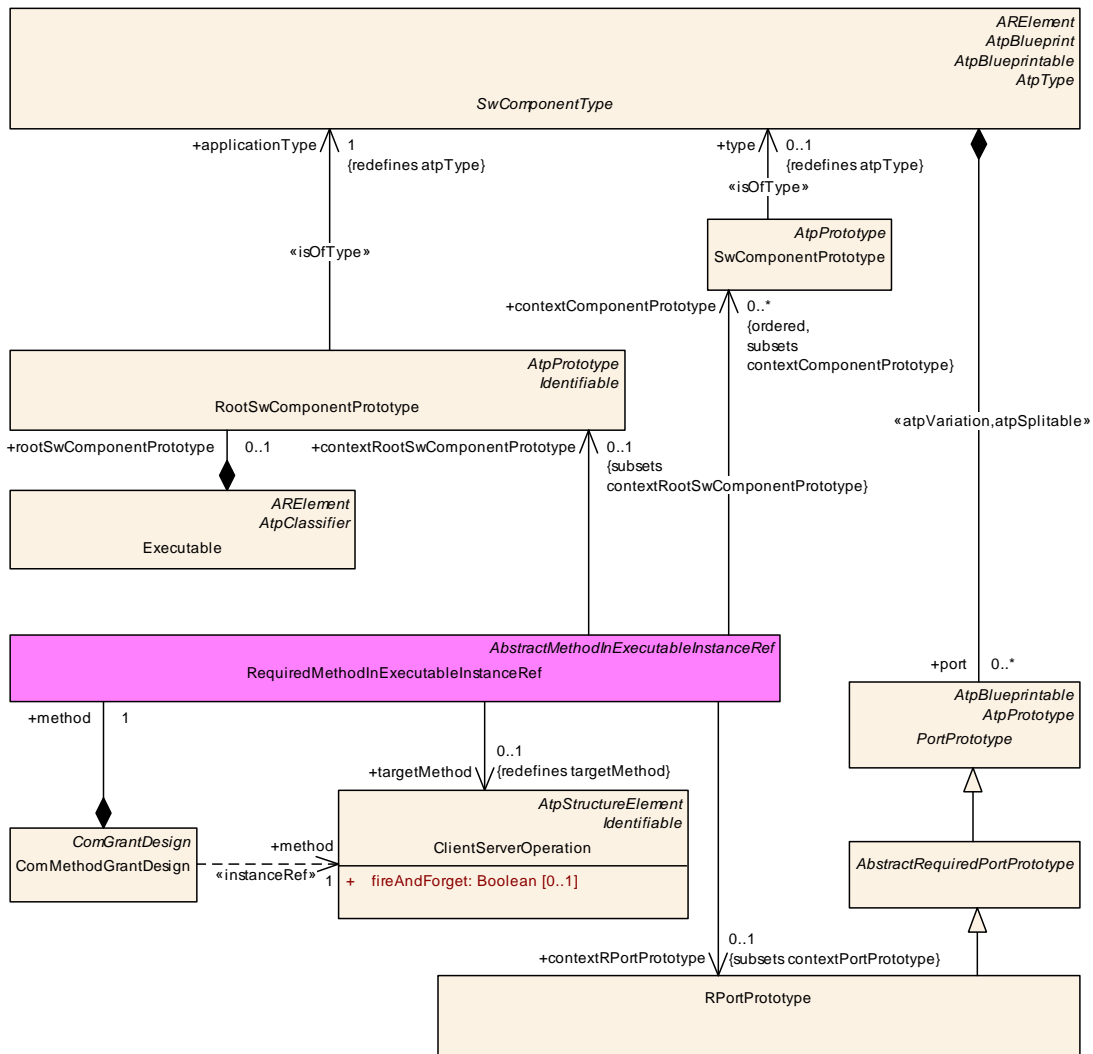 ARElement
AtpBlueprint
AtpBlueprintable
AtpType
SwComponentType
+applicationType
1
{redefines atpType}
+type
0..1
{redefines atpType}
«isOfType»
«isOfType»
AtpPrototype
SwComponentPrototype
+contextComponentPrototype
0..*
{ordered,
subsets
contextComponentPrototype}
AtpPrototype
Identifiable
RootSwComponentPrototype
«atpVariation,atpSplitable»
+rootSwComponentPrototype
0..1
+contextRootSwComponentPrototype
0..1
{subsets
contextRootSwComponentPrototype}
ARElement
AtpClassifier
Executable
AbstractMethodInExecutableInstanceRef
RequiredMethodInExecutableInstanceRef
+port
0..*
AtpBlueprintable
AtpPrototype
PortPrototype
+method
1
0..1
+targetMethod
{redefines targetMethod}
AtpStructureElement
Identifiable
ClientServerOperation
+ fireAndForget: Boolean [0..1]
ComGrantDesign
ComMethodGrantDesign
+method
«instanceRef»
1
AbstractRequiredPortPrototype
0..1
+contextRPortPrototype
{subsets contextPortPrototype}
RPortPrototype